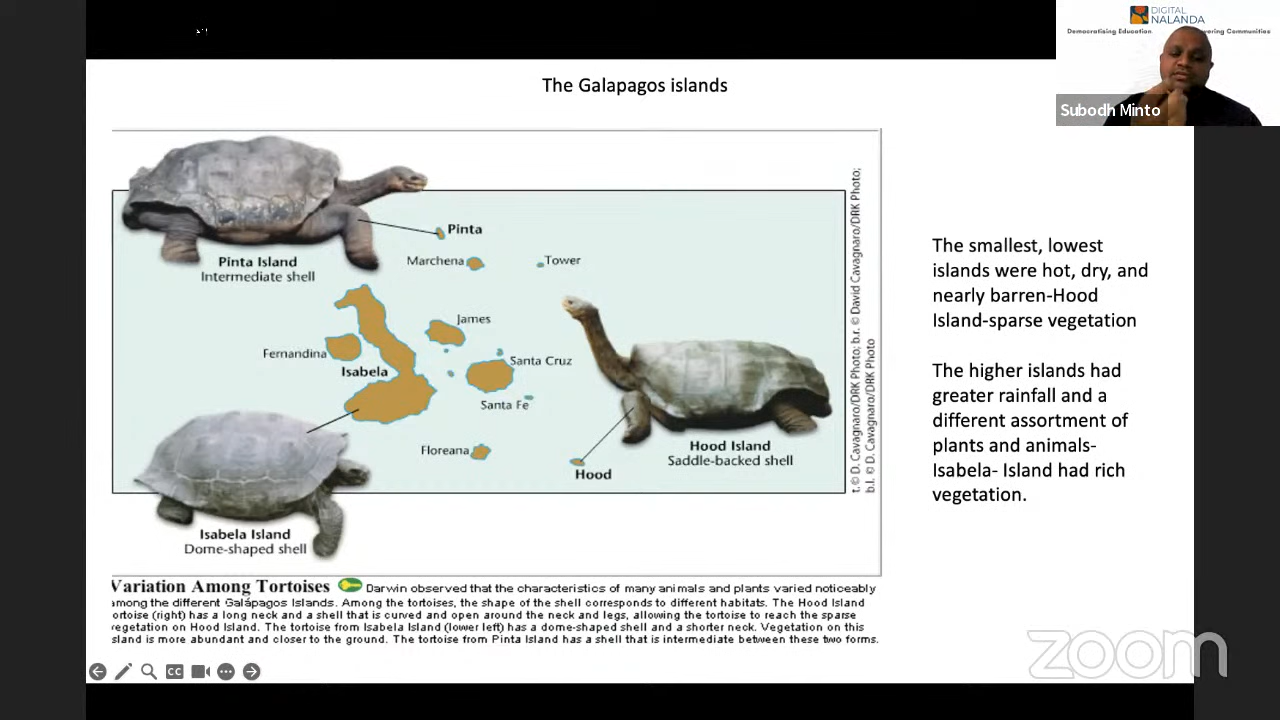 DIGITAL
NALANDA
Democratising Education.
ering Communities
Subodh Minto
The Galapagos islands
Pinta Island
Intermediate shell
Pinta
Marchena
Tower
James
Fernandina
Santa Cruz
Isabela
Santa Fe
Floreana
Hood
Hood Island
Saddle-backed shell
Isabela Island
Dome-shaped shell
t. © D. Cavagnaro/DRK Photo; b.r. © David Cavagnaro/DRK Photo;
b.l. © D. Cavagnaro/DRK Photo
The smallest, lowest
islands were hot, dry, and
nearly barren-Hood
Island-sparse vegetation
The higher islands had
greater rainfall and a
different assortment of
plants and animals-
Isabela- Island had rich
vegetation.
Variation Among Tortoises Darwin observed that the characteristics of many animals and plants varied noticeably
among the different Galápagos Islands. Among the tortoises, the shape of the shell corresponds to different habitats. The Hood Island
ortoise (right) has a long neck and a shell that is curved and open around the neck and legs, allowing the tortoise to reach the sparse
vegetation on Hood Island. The tortoise from Isabela Island (lower left) has a dome-shaped shell and a shorter neck. Vegetation on this
sland is more abundant and closer to the ground. The tortoise from Pinta Island has a shell that is intermediate between these two forms.
CC
zoom